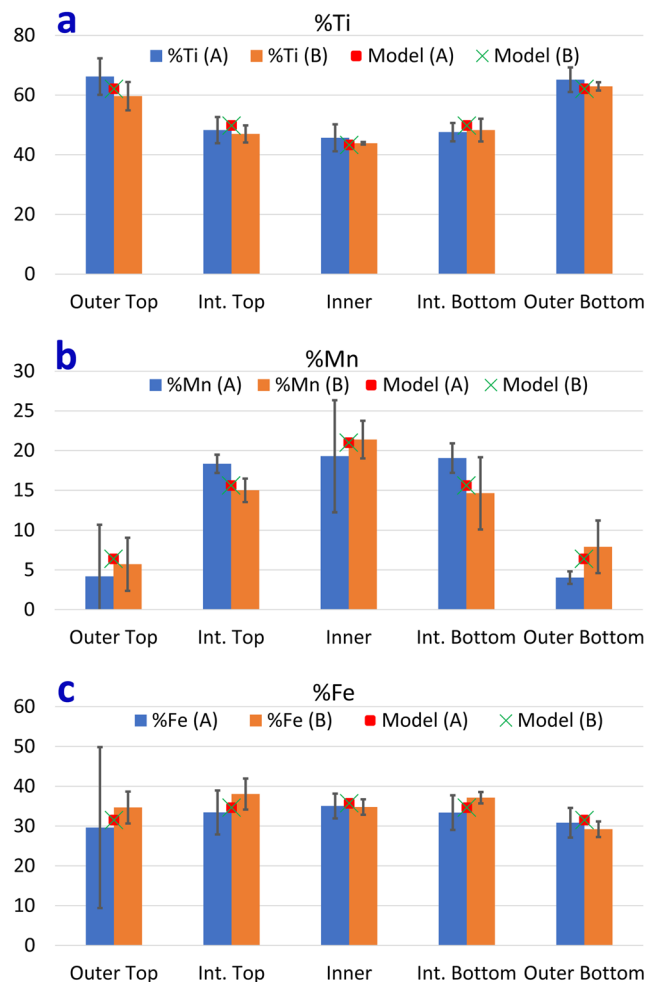 a
%Ti
80
%Ti (A) %Ti (B) Model (A) Model (B)
60
40
20
0
Outer Top Int. Top Inner Int. Bottom Outer Bottom
b
%Mn
30
%Mn (A) %Mn (B) Model (A) Model (B)
25
20
15
10
5
0
Outer Top Int. Top Inner Int. Bottom Outer Bottom
c
%Fe
60
%Fe (A) %Fe (B) Model (A) Model (B)
50
40
30
20
10
0
Outer Top Int. Top Inner Int. Bottom Outer Bottom